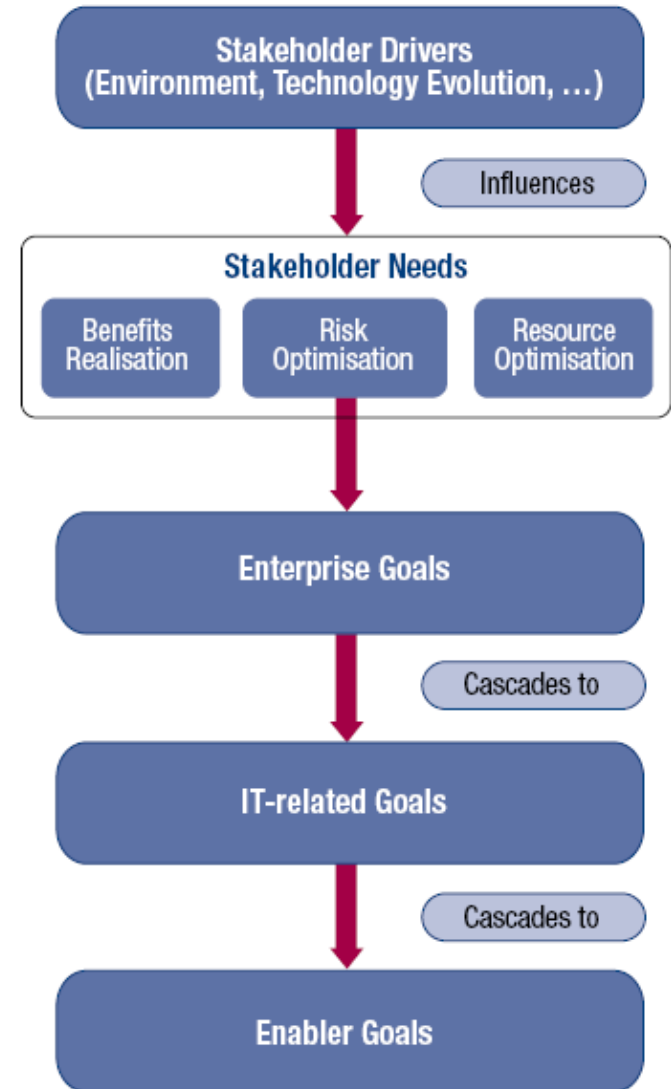 Stakeholder Drivers
(Environment, Technology Evolution, …)
Influences
Stakeholder Needs
Benefits
Realisation
Risk
Optimisation
Resource
Optimisation
Enterprise Goals
Cascades to
IT-related Goals
Cascades to
Enabler Goals